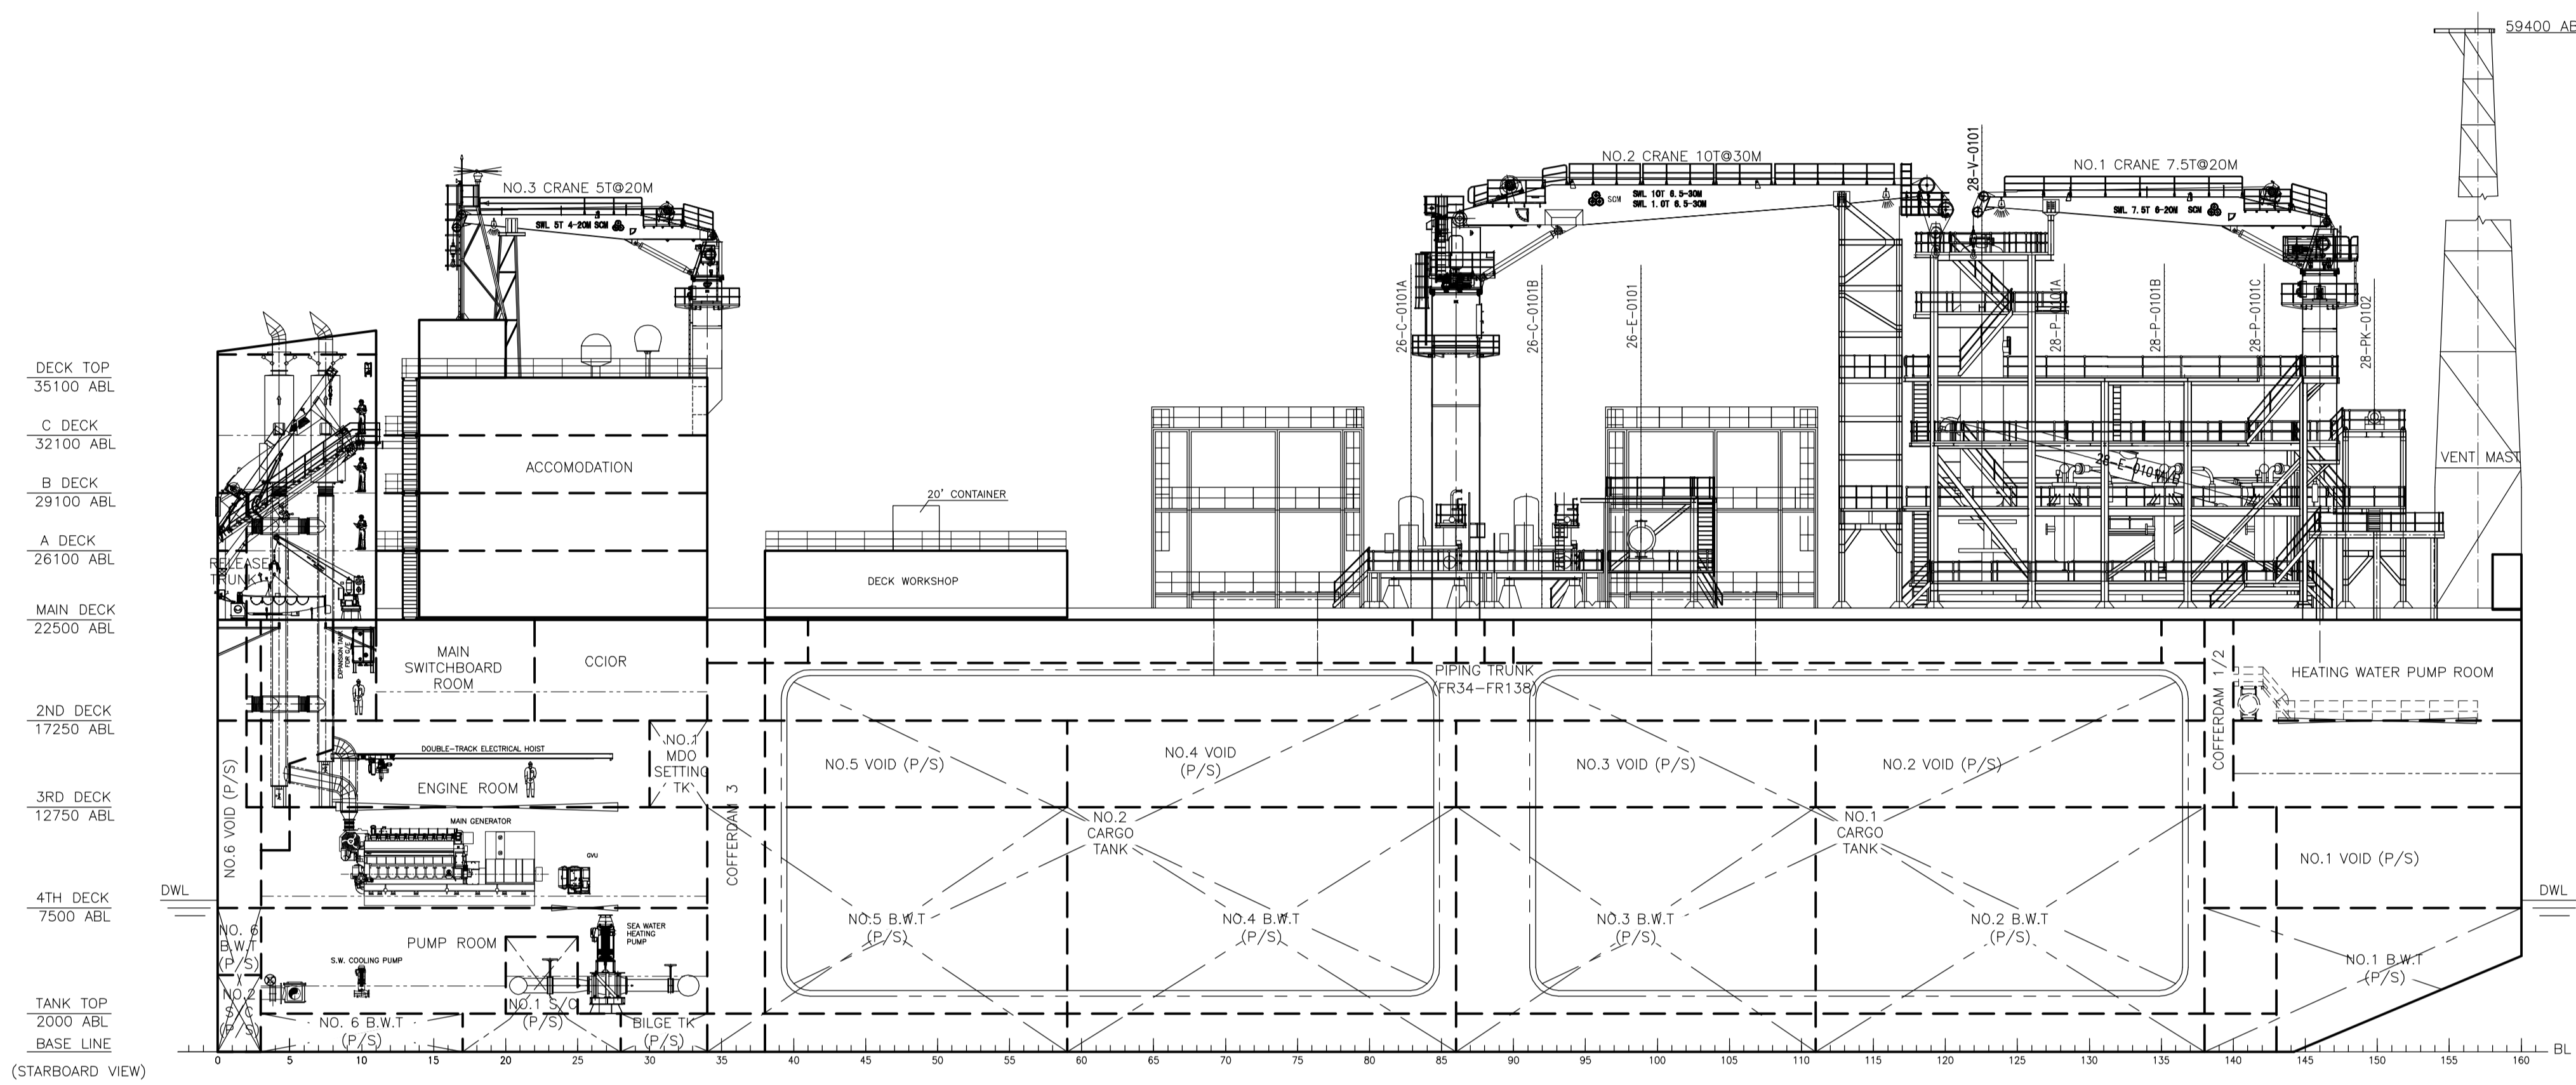 59400 AB
28-V-0101
NO.2 CRANE 10T@30M
NO.1 CRANE 7.5T@20M
NO.3 CRANE 5T@20M
SWL 5T 4-20M SCM
SCM
SWL 10T 6.5-30M
SWL 1.0T 6.5-30M
SWL 7.5T 6-20M SCM
26-C-0101A
26-C-0101B
26-E-0101
28-P-0101A
28-P-0101B
28-P-0101C
28-PK-0102
DECK TOP
35100 ABL
C DECK
32100 ABL
B DECK
29100 ABL
A DECK
26100 ABL
MAIN DECK
22500 ABL
2ND DECK
17250 ABL
3RD DECK
12750 ABL
4TH DECK
7500 ABL
TANK TOP
2000 ABL
BASE LINE
(STARBOARD VIEW)
ACCOMODATION
20' CONTAINER
DECK WORKSHOP
VENT MAST
RELEASE
TRUNK
EXPANSION TANK
FOR G/E
MAIN
SWITCHBOARD
ROOM
CCIOR
PIPING TRUNK
(FR34-FR138)
COFFERDAM 1/2
HEATING WATER PUMP ROOM
DOUBLE-TRACK ELECTRICAL HOIST
ENGINE ROOM
NO.1
MDO
SETTING
TK
NO.5 VOID (P/S)
NO.4 VOID
(P/S)
NO.3 VOID (P/S)
NO.2 VOID (P/S)
NO.6 VOID (P/S)
MAIN GENERATOR
GVU
COFFERDAM 3
NO.2
CARGO
TANK
NO.1
CARGO
TANK
NO.1 VOID (P/S)
DWL
DWL
NO. 6
B.W.T
(P/S)
PUMP ROOM
SEA WATER
HEATING
PUMP
S.W. COOLING PUMP
NO.5 B.W.T
(P/S)
NO.4 B.W.T
(P/S)
NO.3 B.W.T
(P/S)
NO.2 B.W.T
(P/S)
NO.1 B.W.T
(P/S)
NO.2
S/C
(P/S)
NO. 6 B.W.T
(P/S)
NO.1 S/C
(P/S)
BILGE TK
(P/S)
BL
0 5 10 15 20 25 30 35 40 45 50 55 60 65 70 75 80 85 90 95 100 105 110 115 120 125 130 135 140 145 150 155 160